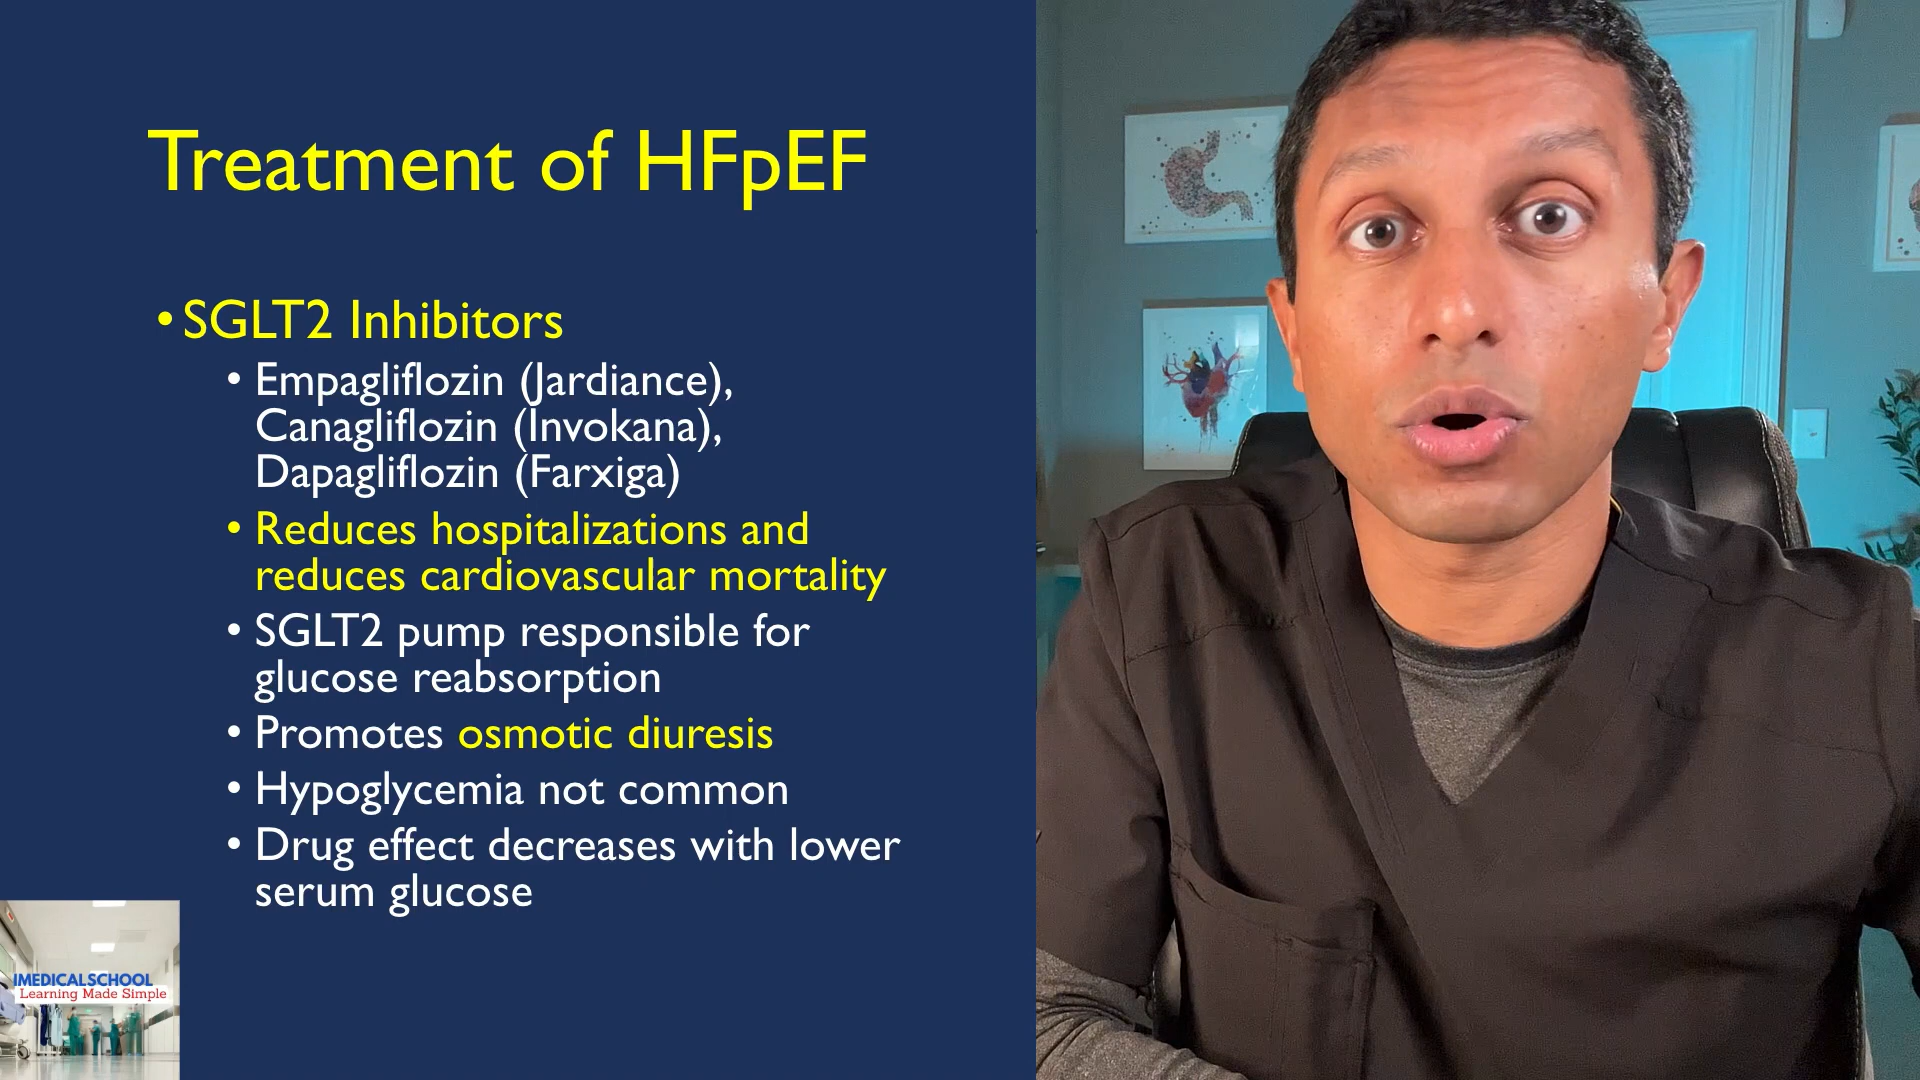 Treatment of HFpEF
• SGLT2 Inhibitors
• Empagliflozin (Jardiance),
Canagliflozin (Invokana),
Dapagliflozin (Farxiga)
• Reduces hospitalizations and
reduces cardiovascular mortality
• SGLT2 pump responsible for
glucose reabsorption
• Promotes osmotic diuresis
• Hypoglycemia not common
• Drug effect decreases with lower
serum glucose
IMEDICALSCHOOL
Learning Made Simple